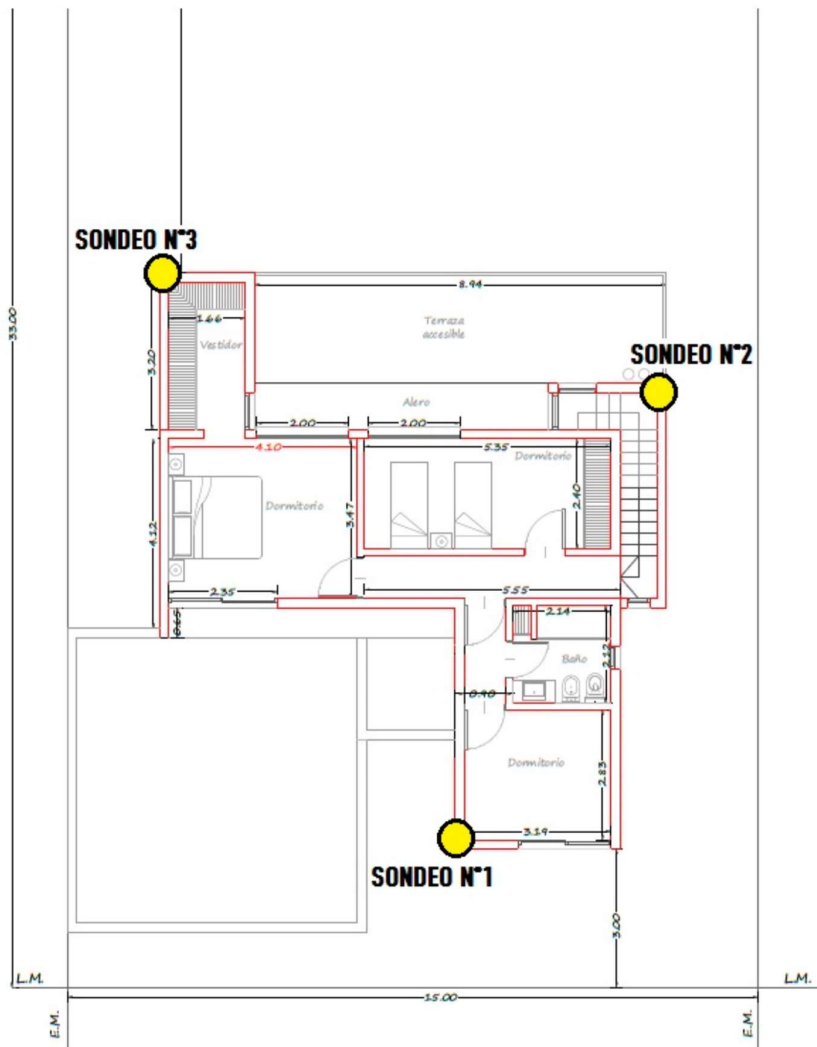 SONDEO N°3
8.94
33.00
1.66
Terraza
accesible
Vestidor
3.20
SONDEO N°2
Alero
2.00
2.00
4.10
5.35
Dormitorio
Dormitorio
3.47
2.40
4.12
2.35
5.55
2.14
0.65
Baño
2.12
0.90
Dormitorio
2.83
3.19
SONDEO N°1
3.00
L.M.
L.M.
15.00
E.M.
E.M.